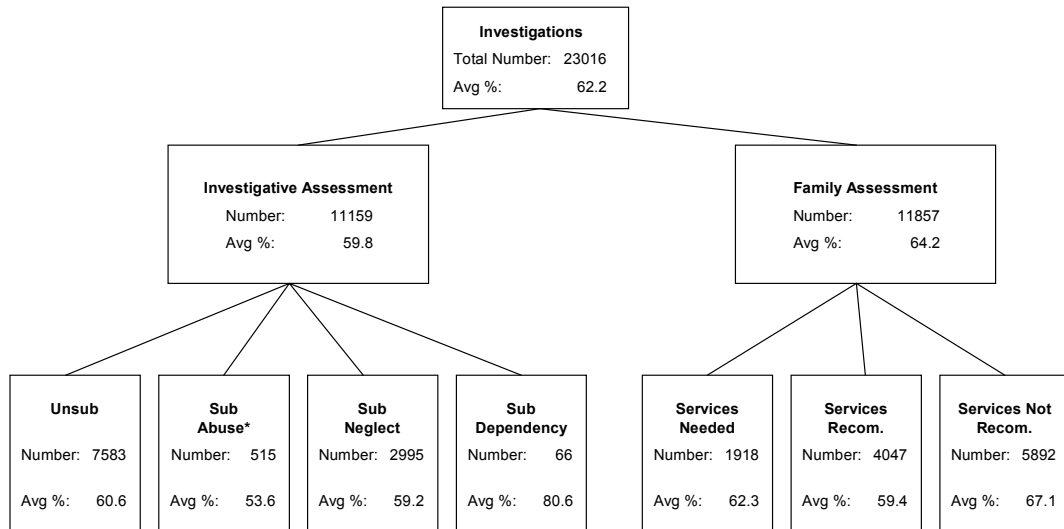 Investigations
Total Number: 23016
Avg %: 62.2
Investigative Assessment
Number: 11159
Avg %: 59.8
Family Assessment
Number: 11857
Avg %: 64.2
Unsub
Number: 7583
Avg %: 60.6
Sub
Abuse*
Number: 515
Avg %: 53.6
Sub
Neglect
Number: 2995
Avg %: 59.2
Sub
Dependency
Number: 66
Avg %: 80.6
Services
Needed
Number: 1918
Avg %: 62.3
Services
Recom.
Number: 4047
Avg %: 59.4
Services Not
Recom.
Number: 5892
Avg %: 67.1